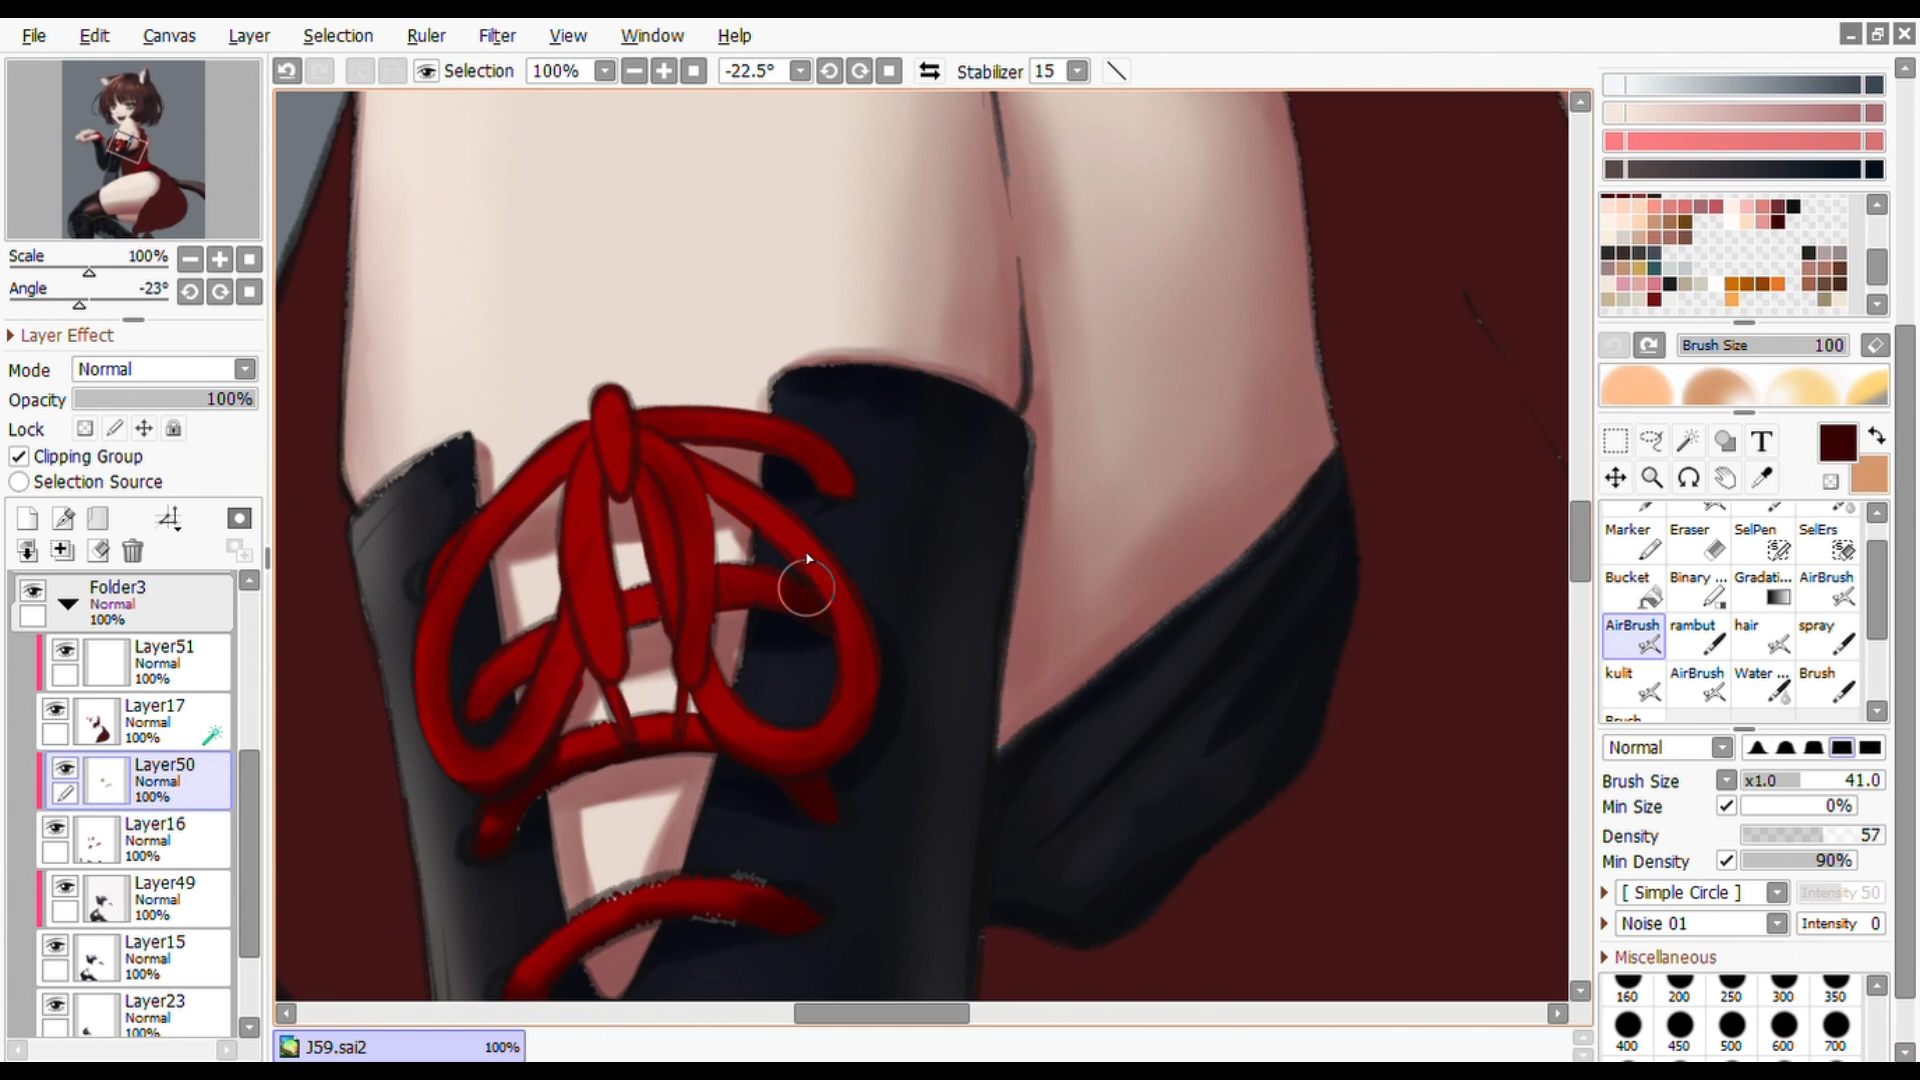 File Edit Canvas Layer Selection Ruler Filter View Window Help
Selection 100% -22.5° Stabilizer 15
Scale 100%
Angle -23°
Layer Effect
Mode Normal
Opacity 100%
Lock
Clipping Group
Selection Source
Folder3
Normal
100%
Layer51
Normal
100%
Layer17
Normal
100%
Layer50
Normal
100%
Layer16
Normal
100%
Layer49
Normal
100%
Layer15
Normal
100%
Layer23
Normal
100%
J59.sai2 100%
Brush Size 100
T
Marker Eraser SelPen SelErs
Bucket Binary ... Gradati... AirBrush
AirBrush rambut hair spray
kulit AirBrush Water ... Brush
Brush
Normal
Brush Size x1.0 41.0
Min Size 0%
Density 57
Min Density 90%
[ Simple Circle ] Intensity 50
Noise 01 Intensity 0
Miscellaneous
160 200 250 300 350
400 450 500 600 700